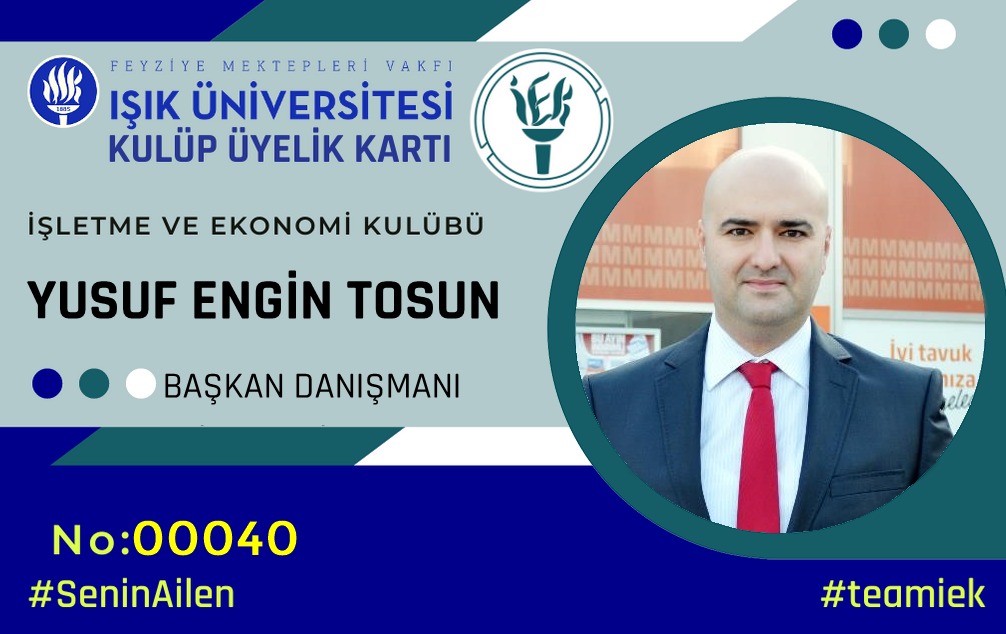 FEYZİYE MEKTEPLERİ VAKFI
IŞIK ÜNİVERSİTESİ
KULÜP ÜYELİK KARTI
1885
İEK
İŞLETME VE EKONOMİ KULÜBÜ
YUSUF ENGİN TOSUN
BAŞKAN DANIŞMANI
İyi tavuk
No:00040
#SeninAilen
#teamiek